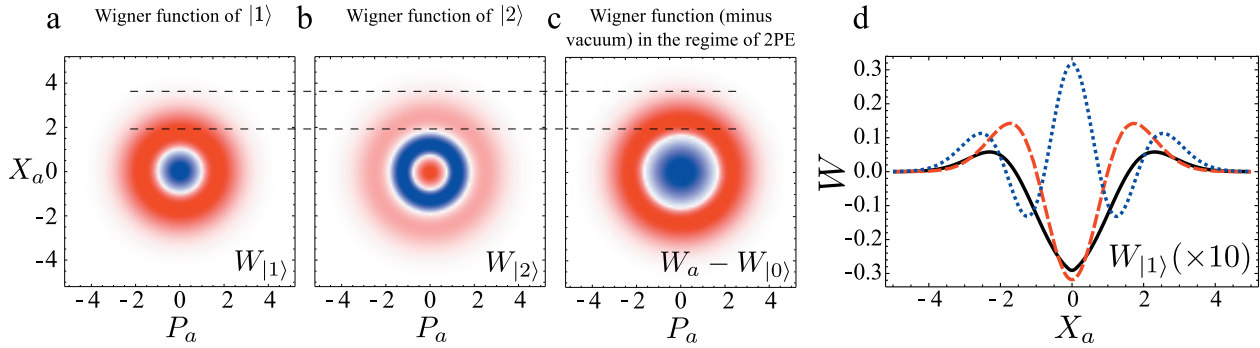 a Wigner function of |1⟩
b Wigner function of |2⟩
c Wigner function (minus
vacuum) in the regime of 2PE
d
4
2
0
-2
-4
X_a
W_|1⟩
-4 -2 0 2 4
P_a
W_|2⟩
-4 -2 0 2 4
P_a
W_a − W_|0⟩
-4 -2 0 2 4
P_a
0.3
0.2
0.1
0.0
-0.1
-0.2
-0.3
W
W_|1⟩(×10)
-4 -2 0 2 4
X_a